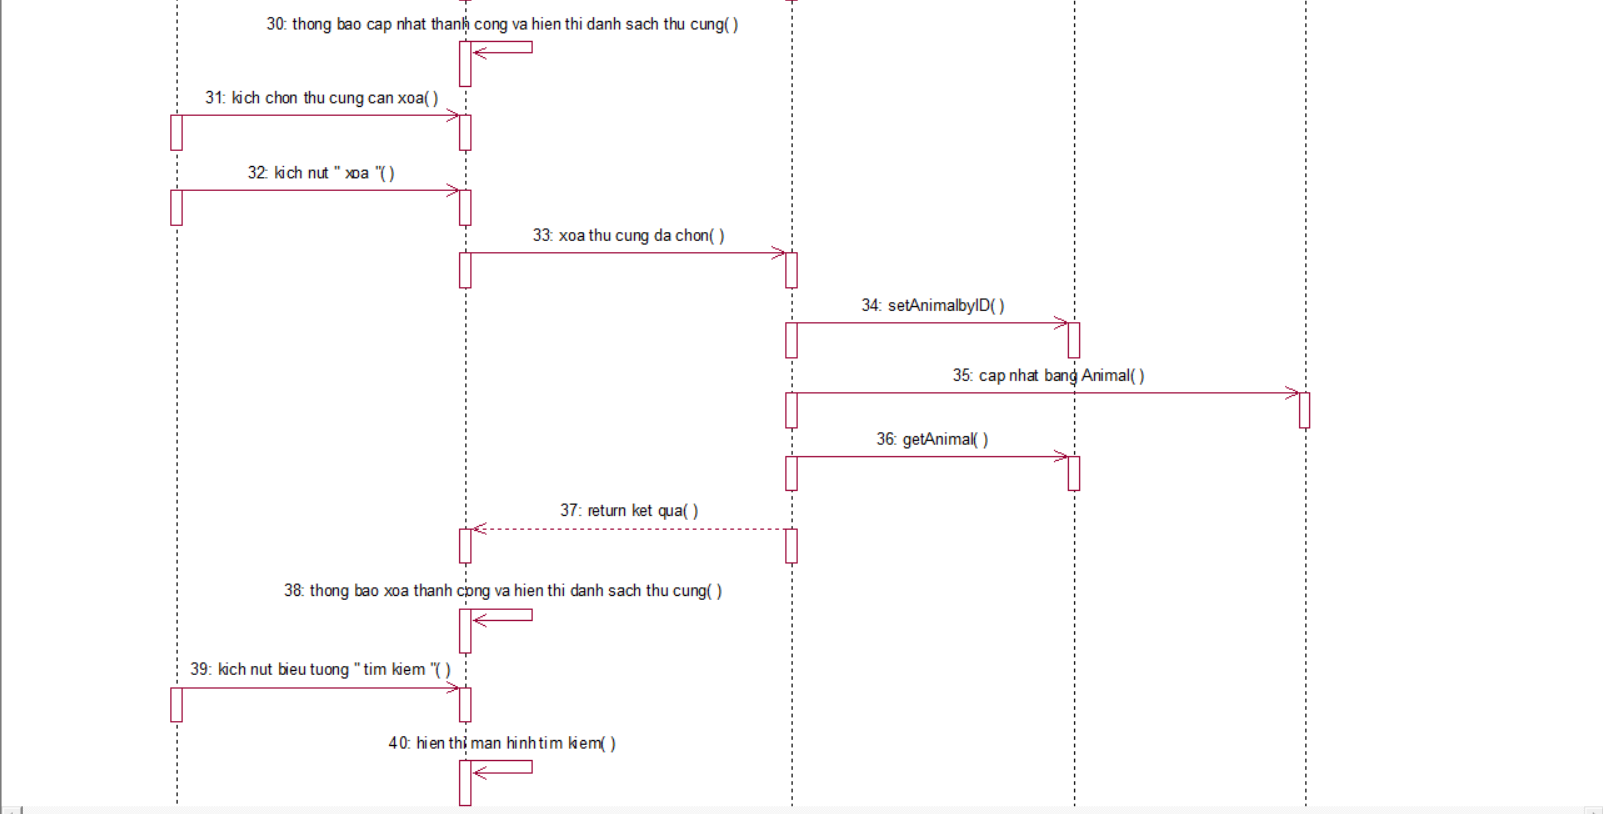 30: thong bao cap nhat thanh cong va hien thi danh sach thu cung( )
31: kich chon thu cung can xoa( )
32: kich nut " xoa "( )
33: xoa thu cung da chon( )
34: setAnimalbyID( )
35: cap nhat bang Animal( )
36: getAnimal( )
37: return ket qua( )
38: thong bao xoa thanh cong va hien thi danh sach thu cung( )
39: kich nut bieu tuong " tim kiem "( )
40: hien thi man hinh tim kiem( )